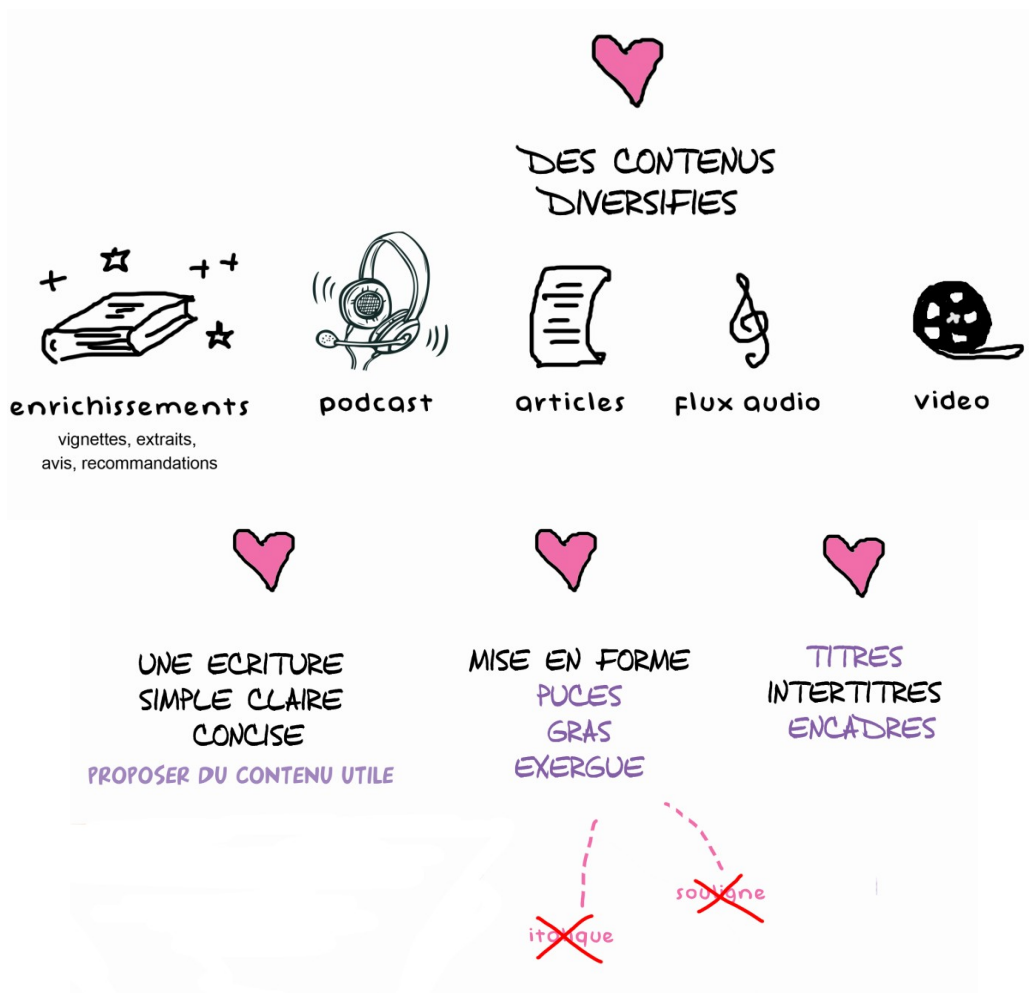 DES CONTENUS
DIVERSIFIES
enrichissements
vignettes, extraits,
avis, recommandations
podcast
articles
flux audio
video
UNE ECRITURE
SIMPLE CLAIRE
CONCISE
PROPOSER DU CONTENU UTILE
MISE EN FORME
PUCES
GRAS
EXERGUE
italique
souligne
TITRES
INTERTITRES
ENCADRES